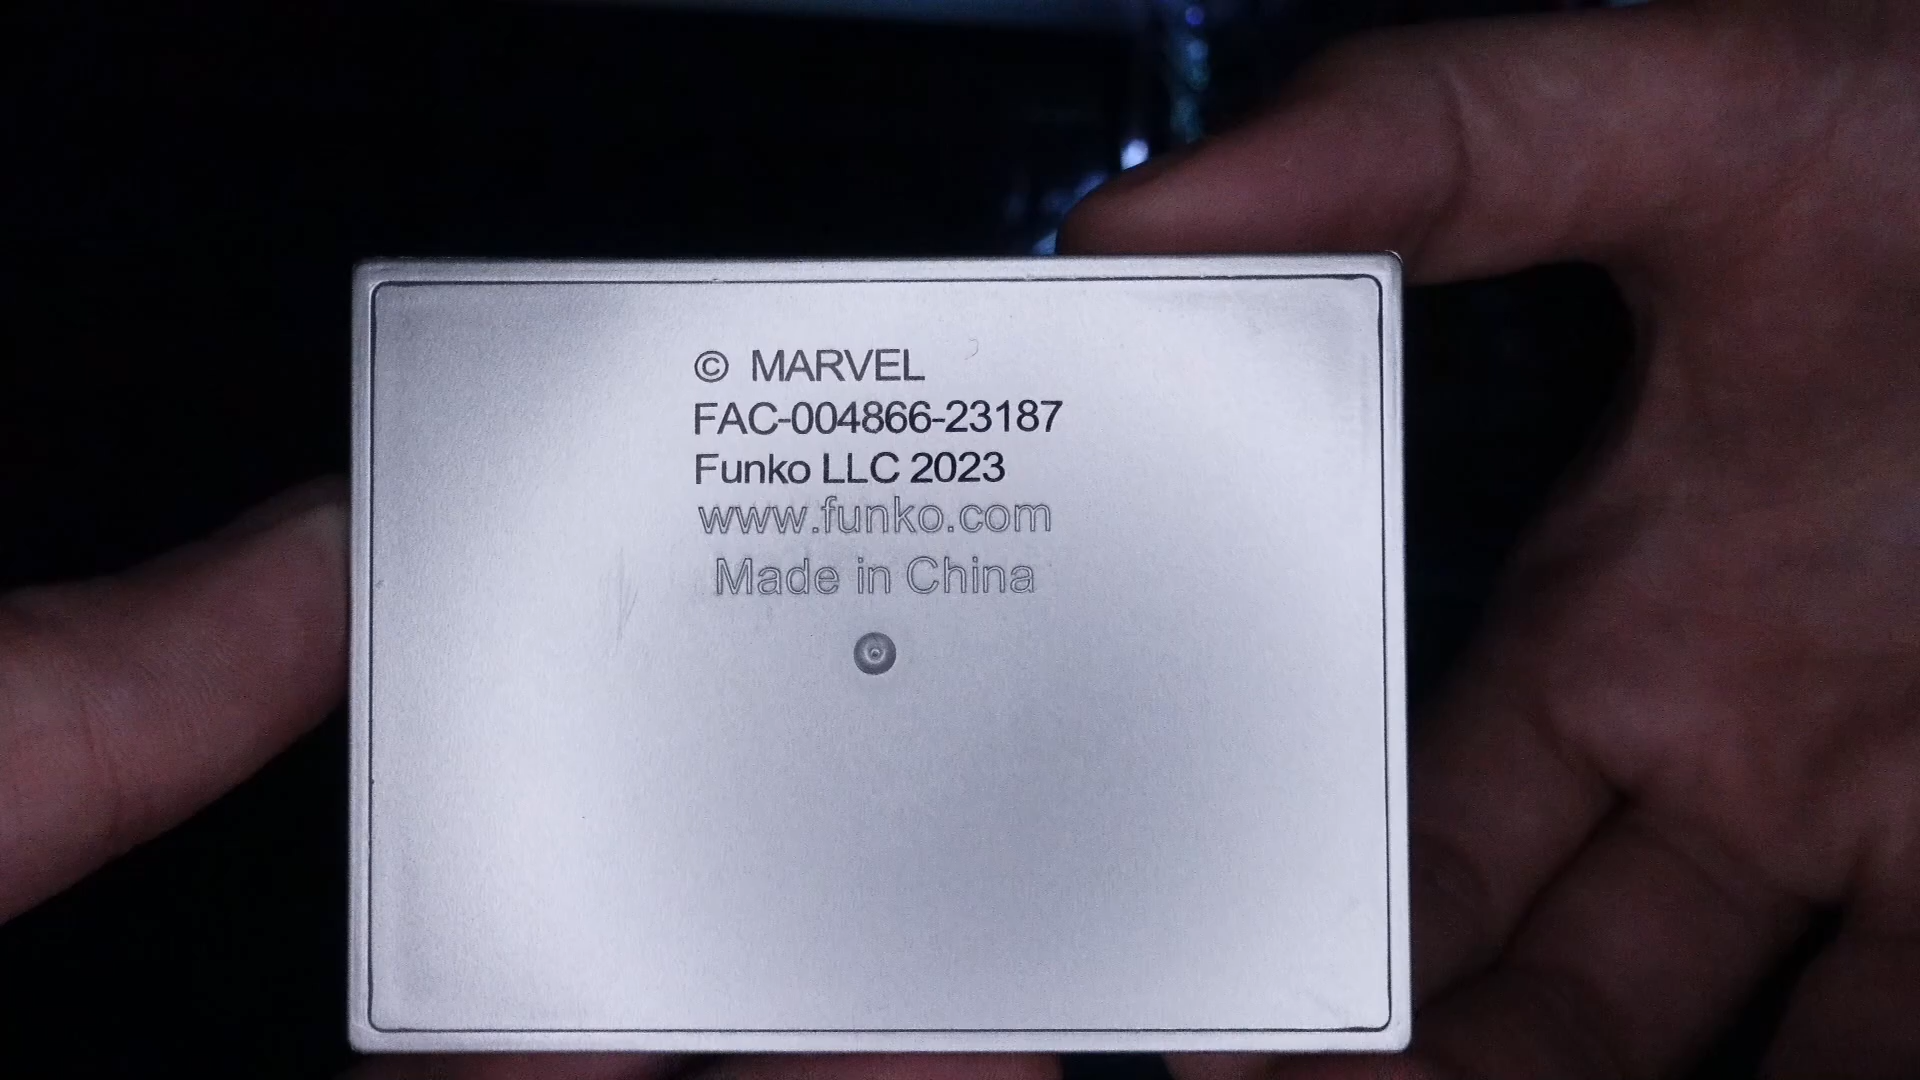 © MARVEL
FAC-004866-23187
Funko LLC 2023
www.funko.com
Made in China